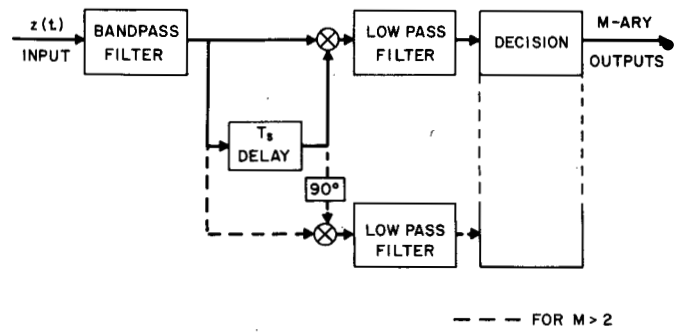 z(t)
INPUT
BANDPASS
FILTER
LOW PASS
FILTER
DECISION
M-ARY
OUTPUTS
Ts
DELAY
90°
LOW PASS
FILTER
FOR M > 2